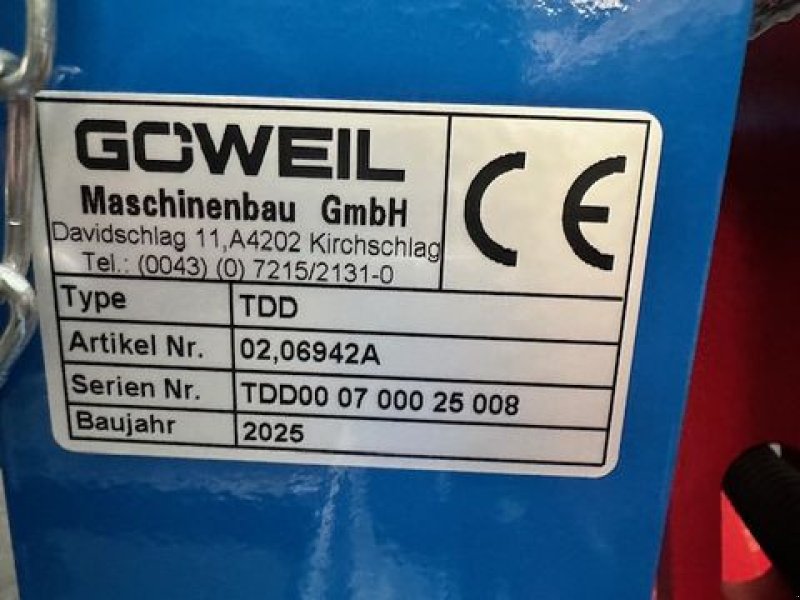 GÖWEIL
Maschinenbau GmbH
Davidschlag 11,A4202 Kirchschlag
Tel.: (0043) (0) 7215/2131-0
CE
Type TDD
Artikel Nr. 02,06942A
Serien Nr. TDD00 07 000 25 008
Baujahr 2025